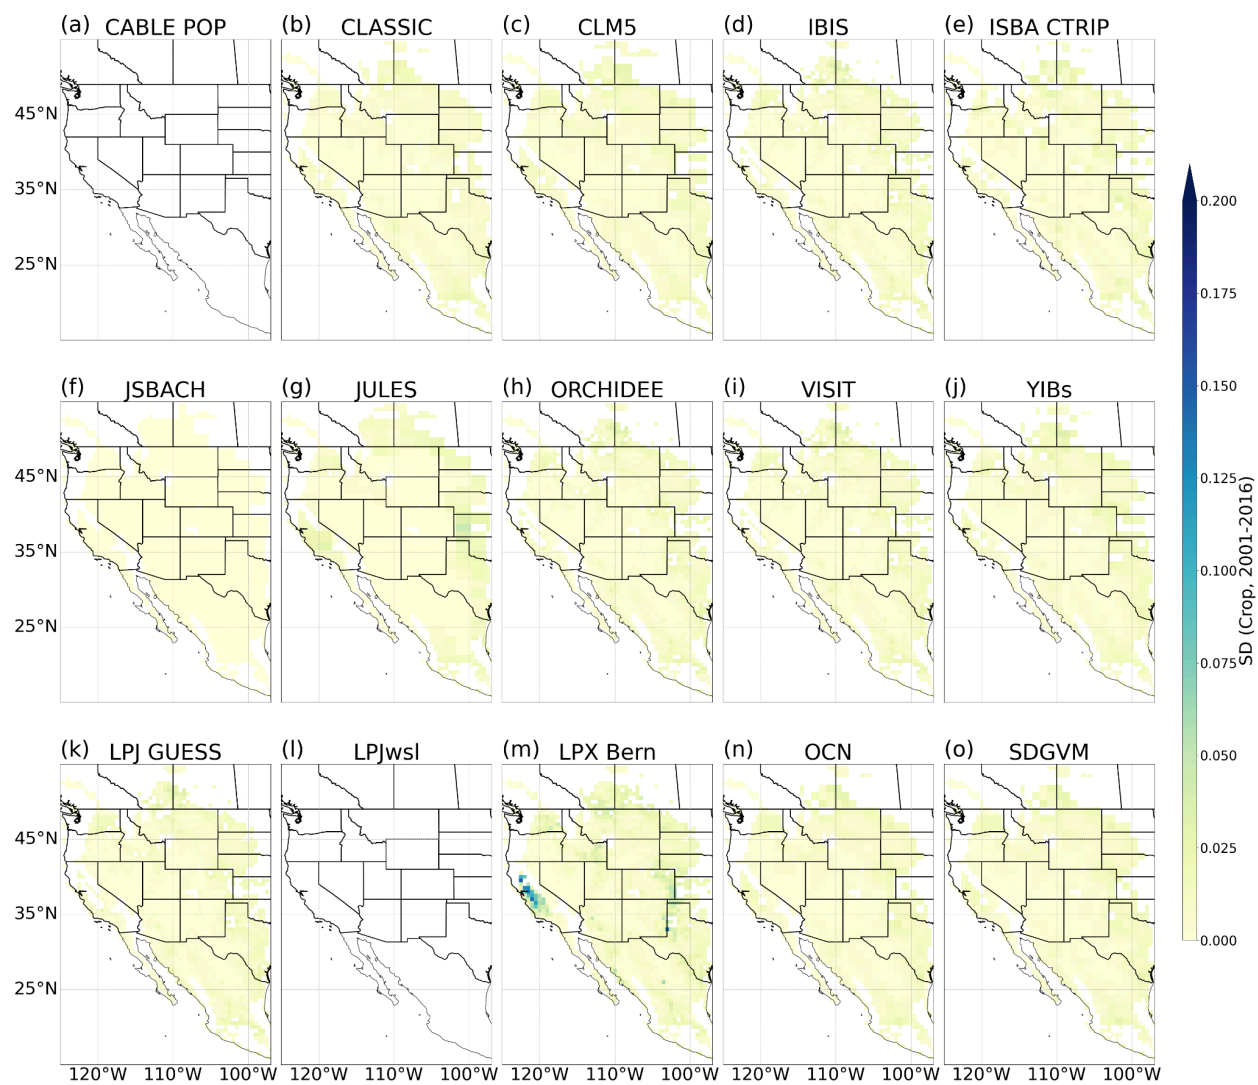 (a) CABLE POP
(b) CLASSIC
(c) CLM5
(d) IBIS
(e) ISBA CTRIP
45°N
35°N
25°N
(f) JSBACH
(g) JULES
(h) ORCHIDEE
(i) VISIT
(j) YIBs
45°N
35°N
25°N
(k) LPJ GUESS
(l) LPJwsl
(m) LPX Bern
(n) OCN
(o) SDGVM
45°N
35°N
25°N
120°W 110°W 100°W
120°W 110°W 100°W
120°W 110°W 100°W
120°W 110°W 100°W
120°W 110°W 100°W
0.200
0.175
0.150
0.125
0.100
0.075
0.050
0.025
0.000
SD (Crop, 2001-2016)